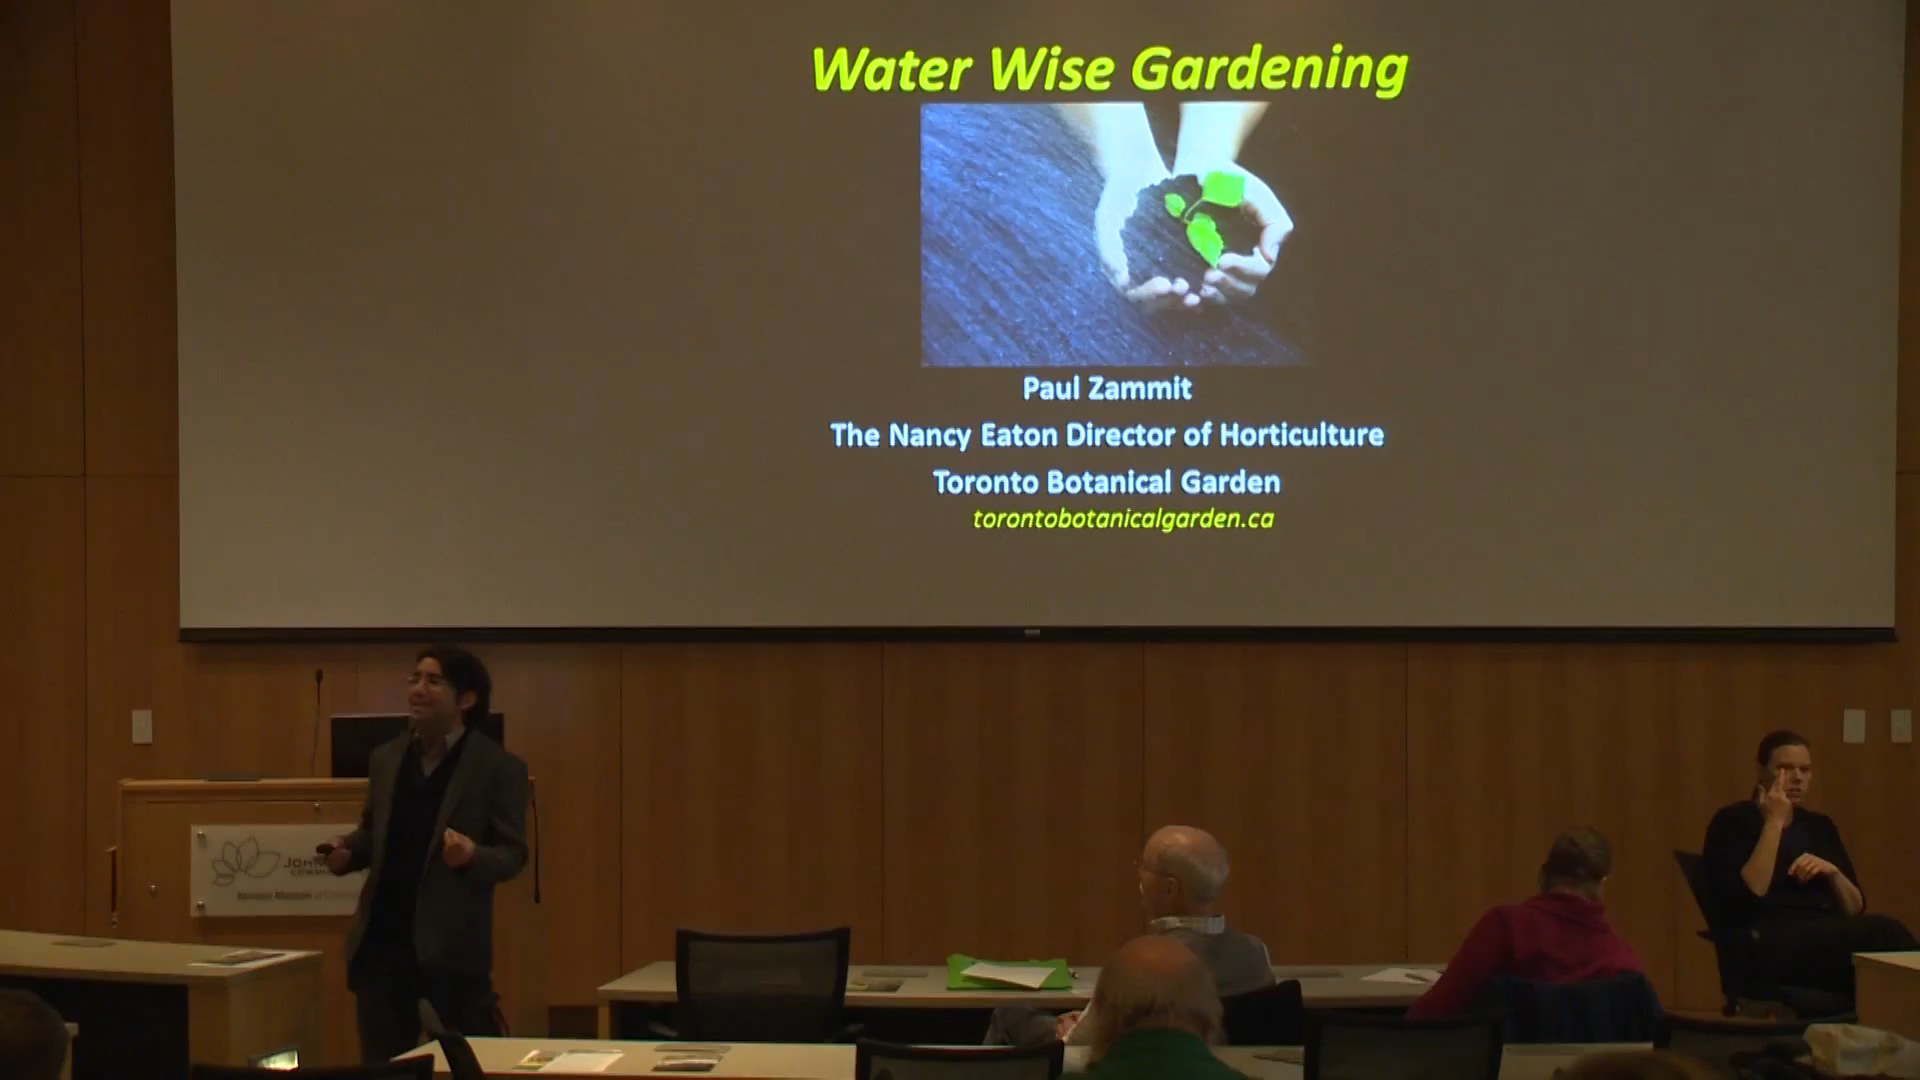 Water Wise Gardening
Paul Zammit
The Nancy Eaton Director of Horticulture
Toronto Botanical Garden
torontobotanicalgarden.ca